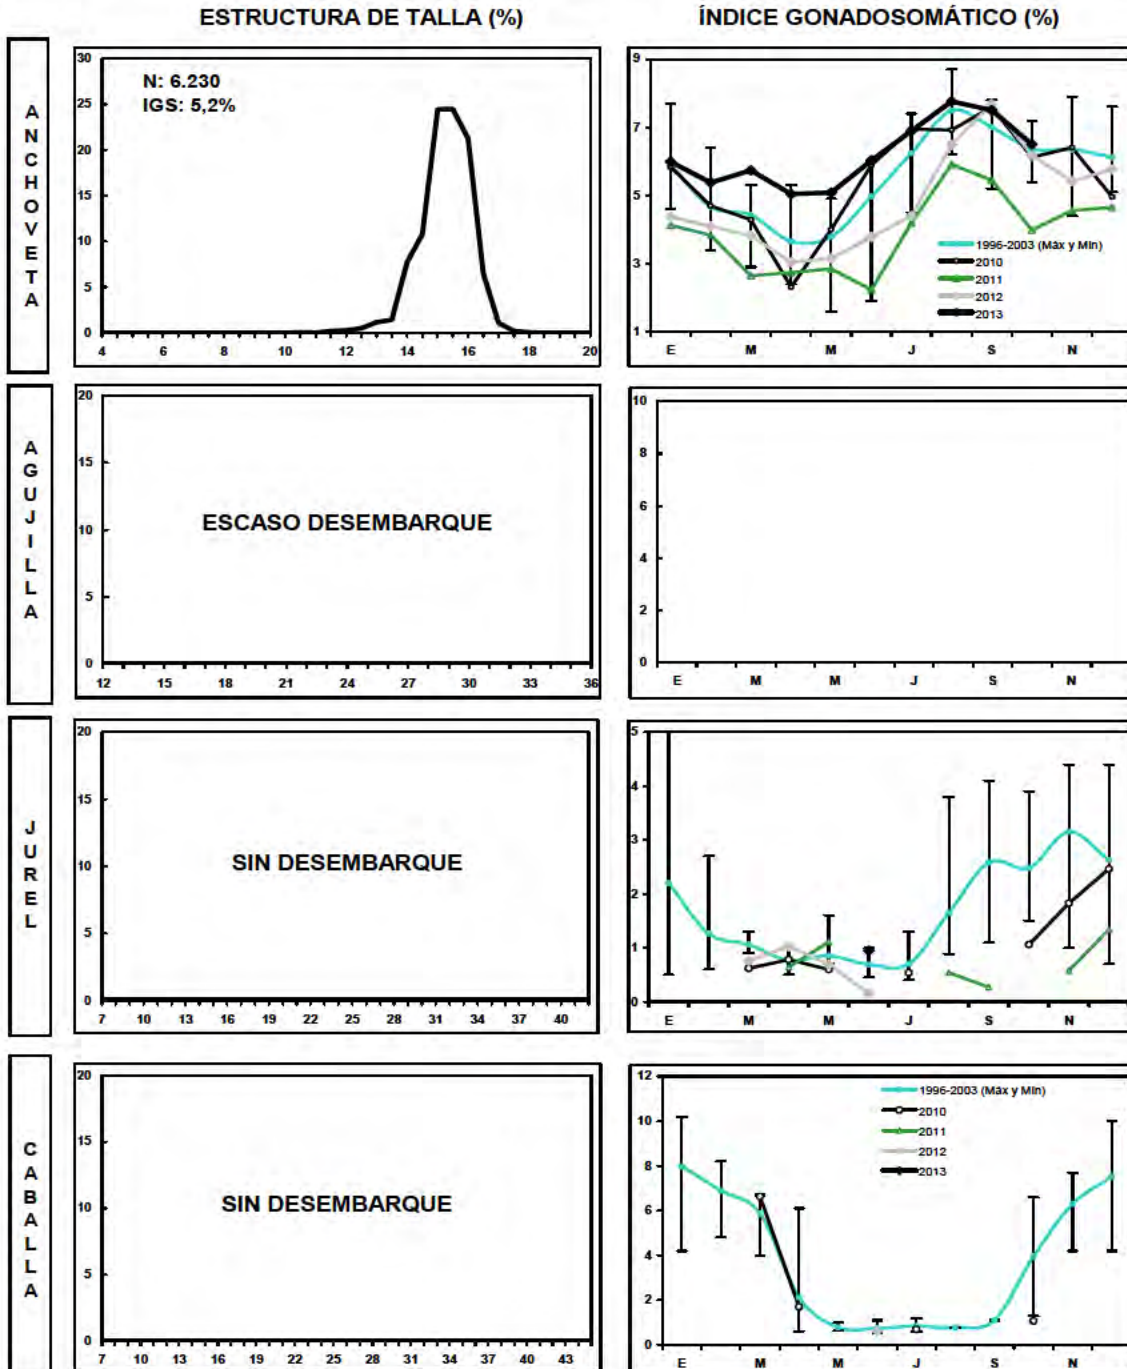 ESTRUCTURA DE TALLA (%)
ÍNDICE GONADOSOMÁTICO (%)
ANCHOVETA
30
25
20
15
10
5
0
N: 6.230
IGS: 5,2%
4 6 8 10 12 14 16 18 20
9
7
5
3
1
1996-2003 (Máx y Mín)
2010
2011
2012
2013
E M M J S N
AGUJILLA
20
15
10
5
0
ESCASO DESEMBARQUE
12 15 18 21 24 27 30 33 36
10
8
6
4
2
0
E M M J S N
JUREL
20
15
10
5
0
SIN DESEMBARQUE
7 10 13 16 19 22 25 28 31 34 37 40
5
4
3
2
1
0
E M M J S N
CABALLA
20
15
10
5
0
SIN DESEMBARQUE
7 10 13 16 19 22 25 28 31 34 37 40 43
12
10
8
6
4
2
0
1996-2003 (Máx y Mín)
2010
2011
2012
2013
E M M J S N